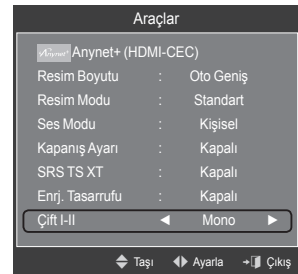 Araçlar
Anynet+ Anynet+ (HDMI-CEC)
Resim Boyutu : Oto Geniş
Resim Modu : Standart
Ses Modu : Kişisel
Kapanış Ayarı : Kapalı
SRS TS XT : Kapalı
Enrj. Tasarrufu : Kapalı
Çift I-II ◄ Mono ►
Taşı Ayarla Çıkış